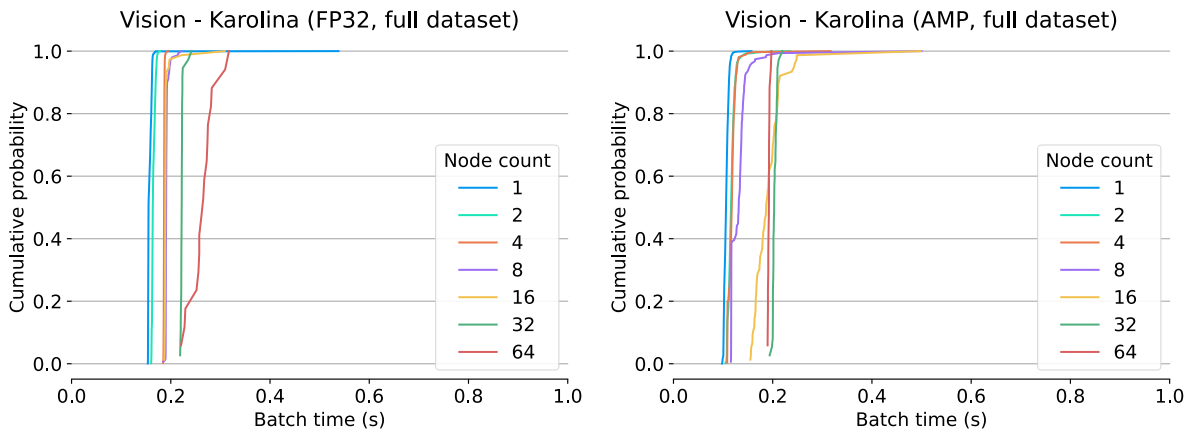 Vision - Karolina (FP32, full dataset)
Cumulative probability
1.0
0.8
0.6
0.4
0.2
0.0
Node count
1
2
4
8
16
32
64
0.0 0.2 0.4 0.6 0.8 1.0
Batch time (s)
Vision - Karolina (AMP, full dataset)
Cumulative probability
1.0
0.8
0.6
0.4
0.2
0.0
Node count
1
2
4
8
16
32
64
0.0 0.2 0.4 0.6 0.8 1.0
Batch time (s)